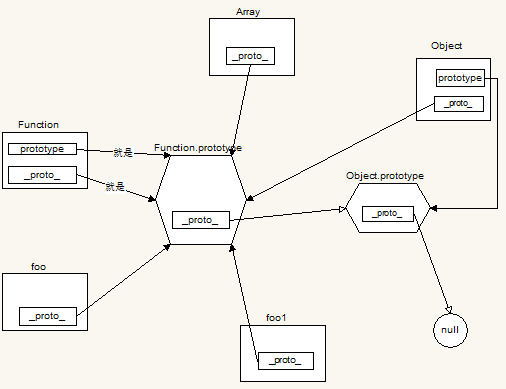 Array
_proto_
Object
prototype
_proto_
Function
prototype
_proto_
就是
就是
Function.prototype
_proto_
Object.prototype
_proto_
foo
_proto_
foo1
_proto_
null